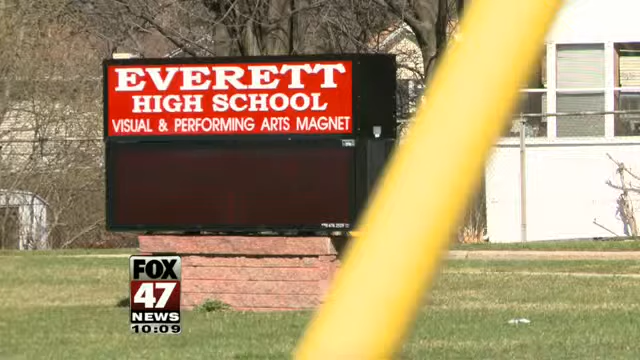 EVERETT
HIGH SCHOOL
VISUAL & PERFORMING ARTS MAGNET
FOX
47
NEWS
10:09